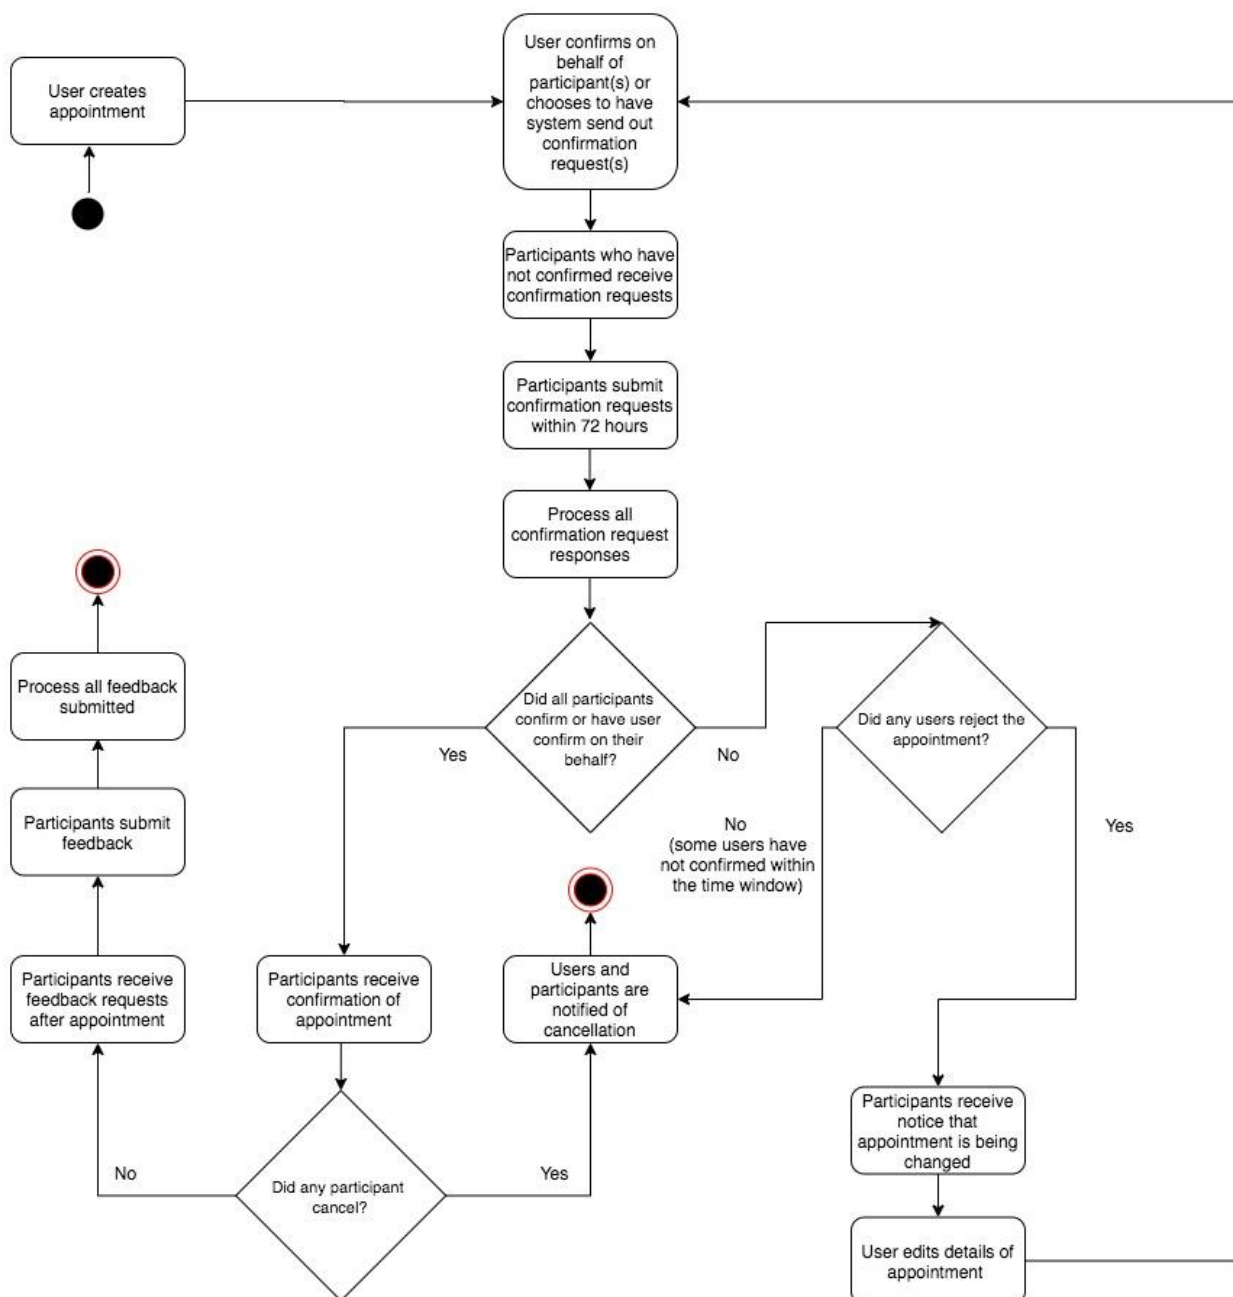 User creates
appointment
User confirms on
behalf of
participant(s) or
chooses to have
system send out
confirmation
request(s)
Participants who have
not confirmed receive
confirmation requests
Participants submit
confirmation requests
within 72 hours
Process all
confirmation request
responses
Did all participants
confirm or have user
confirm on their
behalf?
Yes
No
Did any users reject the
appointment?
No
(some users have
not confirmed within
the time window)
Yes
Process all feedback
submitted
Participants submit
feedback
Participants receive
feedback requests
after appointment
Participants receive
confirmation of
appointment
Users and
participants are
notified of
cancellation
Did any participant
cancel?
No
Yes
Participants receive
notice that
appointment is being
changed
User edits details of
appointment